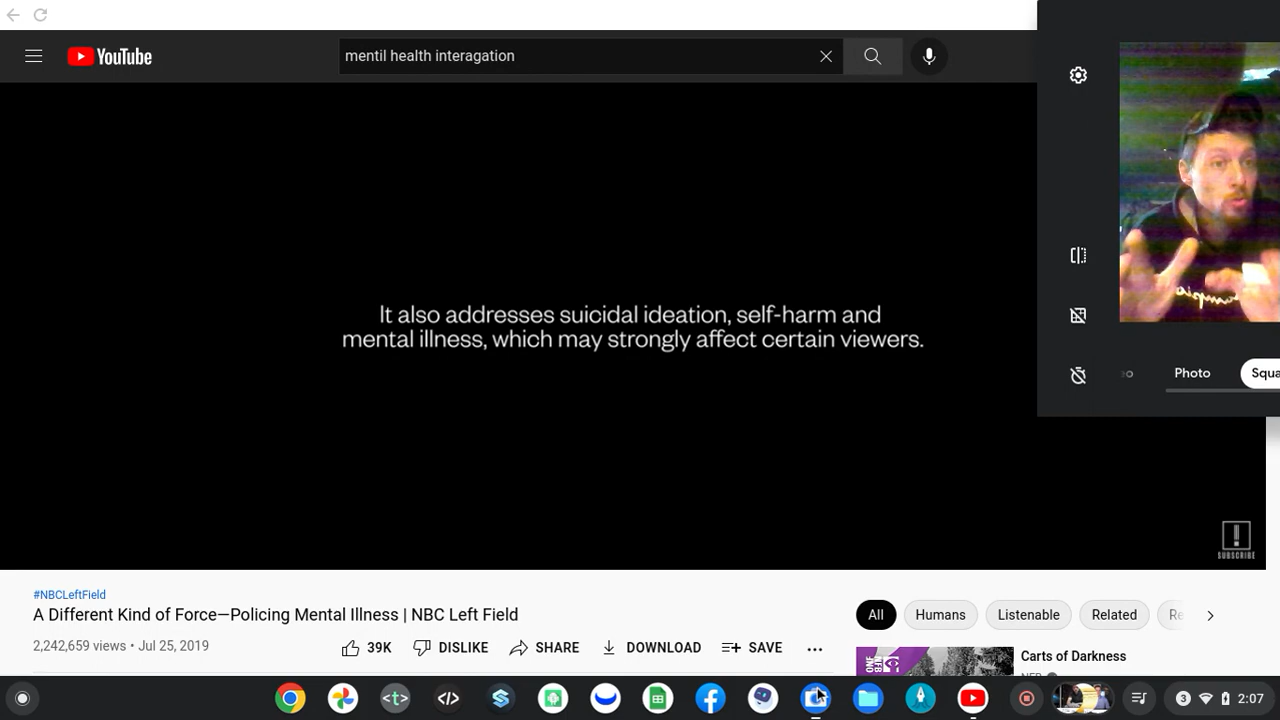 YouTube
mentil health interagation
It also addresses suicidal ideation, self-harm and
mental illness, which may strongly affect certain viewers.
Photo
Squa
SUBSCRIBE
#NBCLeftField
A Different Kind of Force—Policing Mental Illness | NBC Left Field
2,242,659 views • Jul 25, 2019
39K
DISLIKE
SHARE
DOWNLOAD
SAVE
All
Humans
Listenable
Related
Re
Carts of Darkness
3
2:07